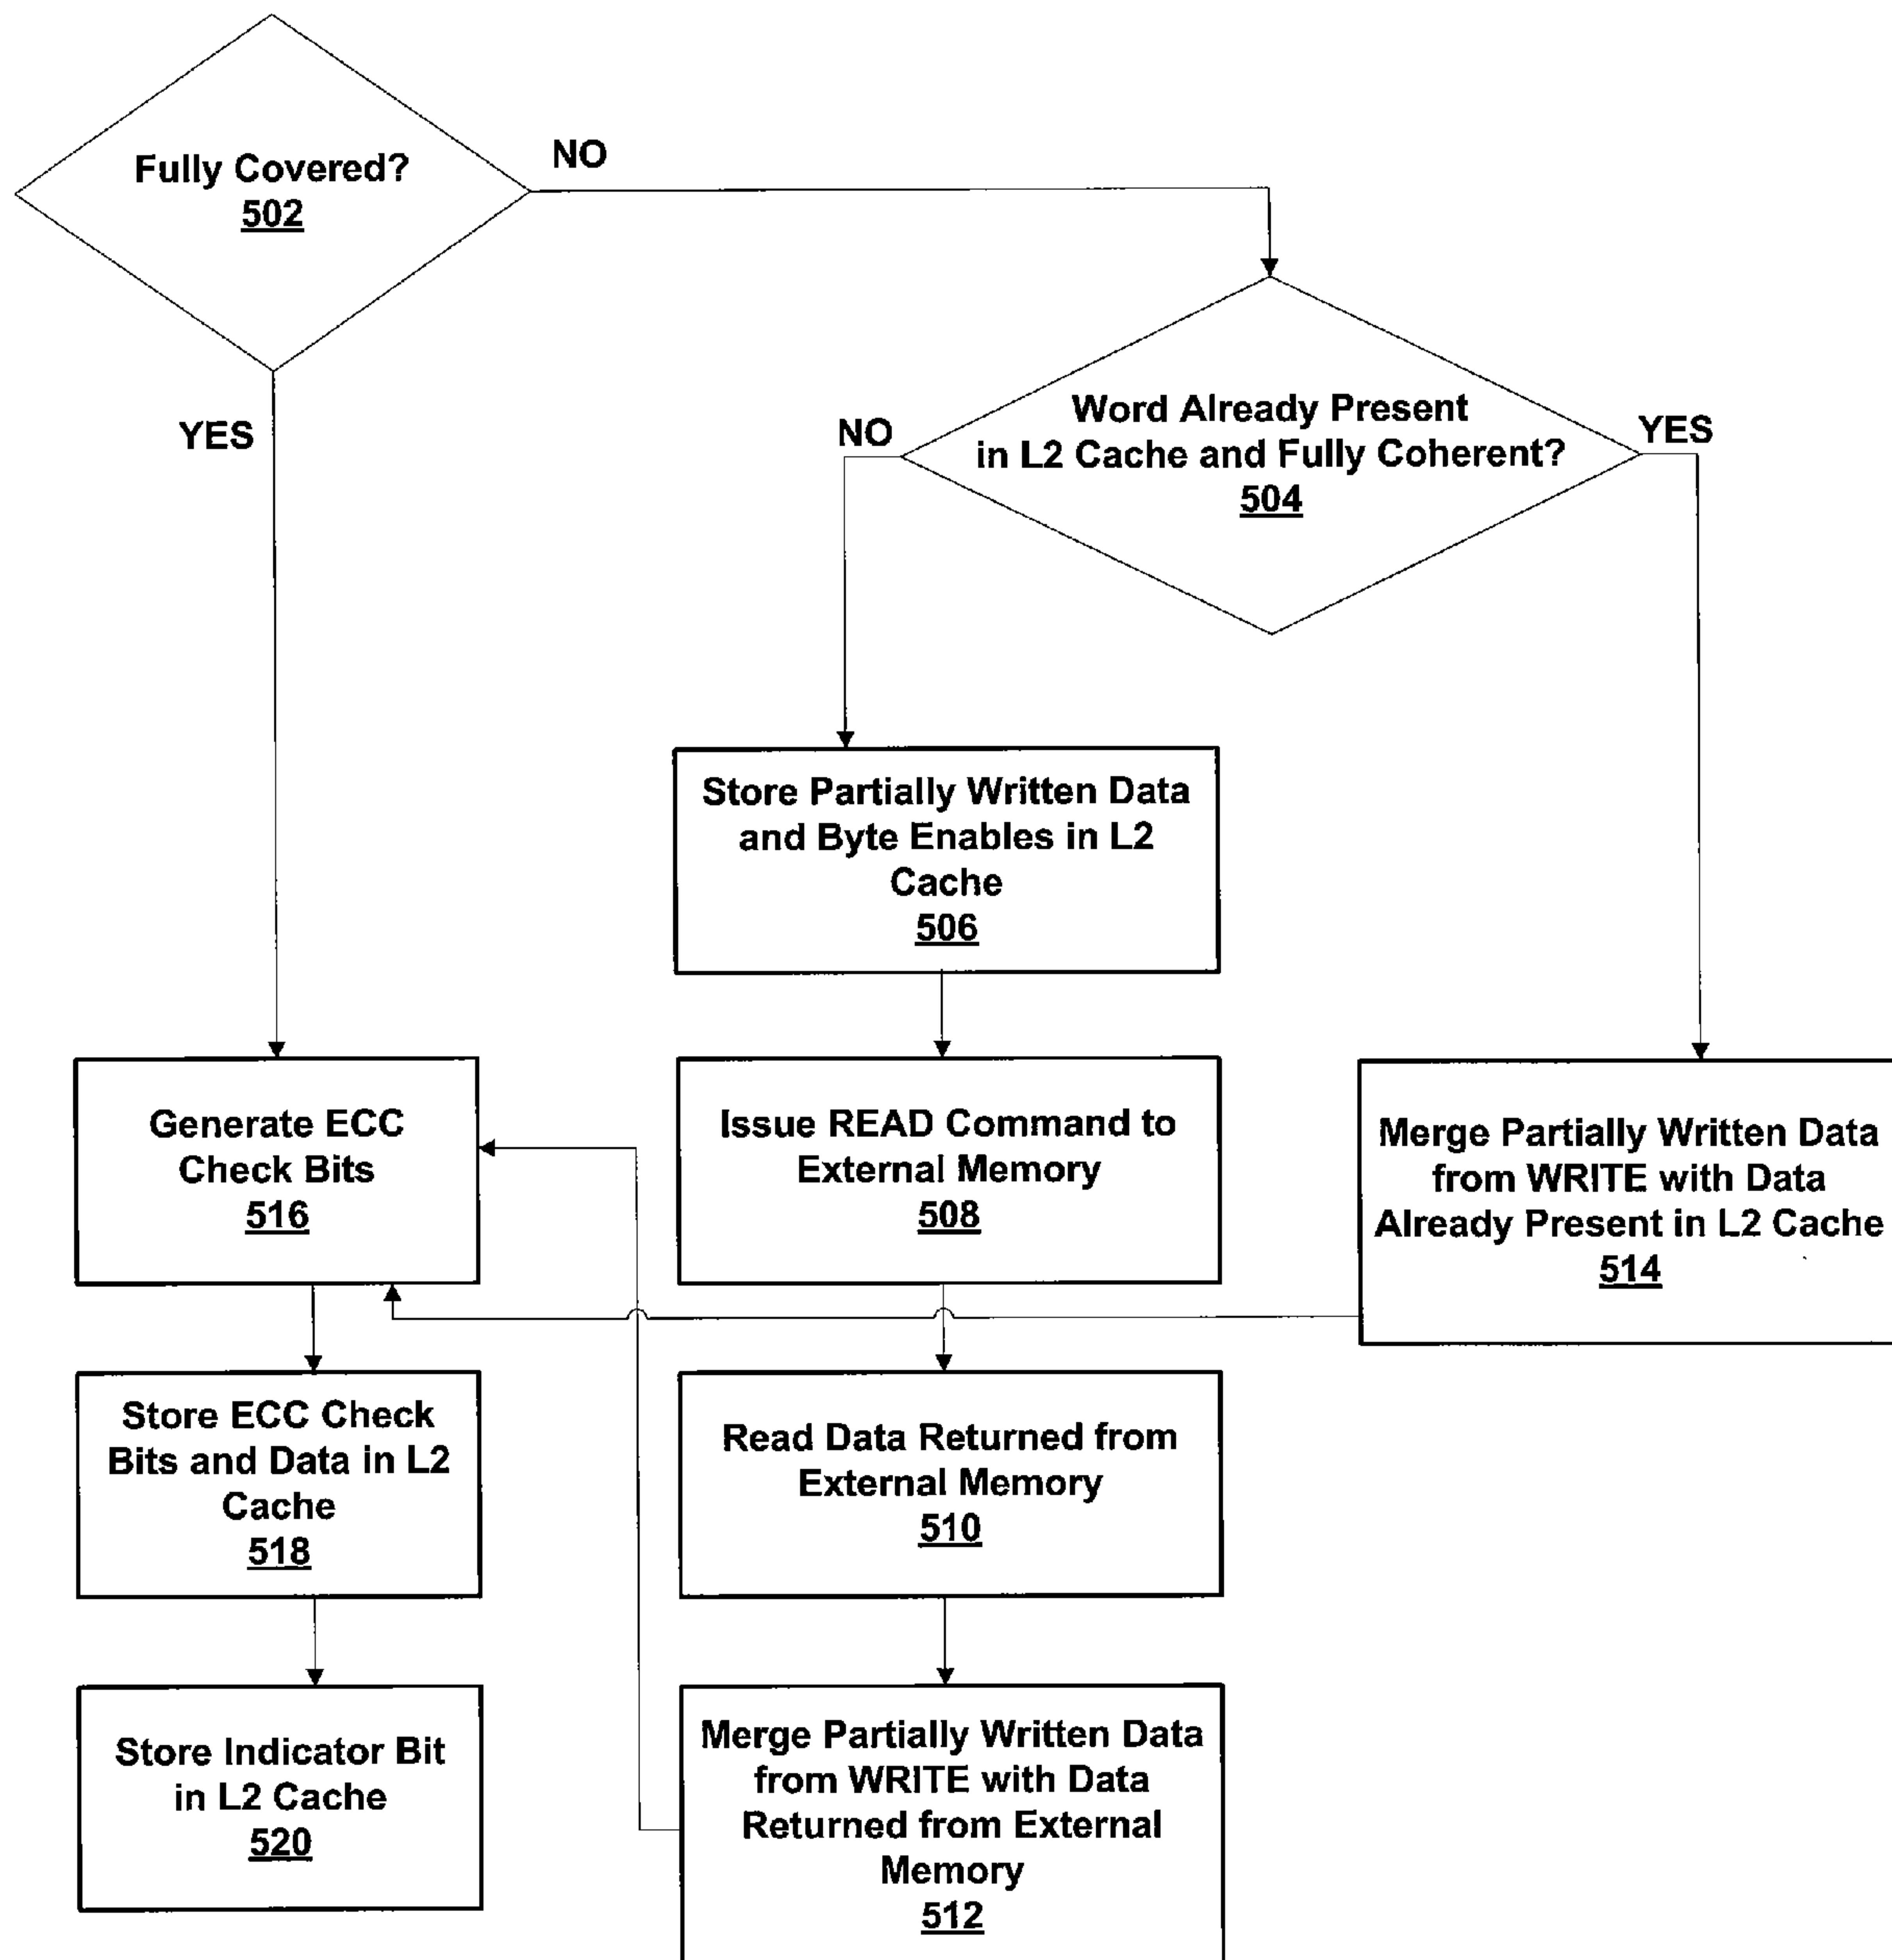 Fully Covered?
502
NO
YES
Word Already Present
in L2 Cache and Fully Coherent?
504
NO
YES
Store Partially Written Data
and Byte Enables in L2
Cache
506
Generate ECC
Check Bits
516
Issue READ Command to
External Memory
508
Merge Partially Written Data
from WRITE with Data
Already Present in L2 Cache
514
Store ECC Check
Bits and Data in L2
Cache
518
Read Data Returned from
External Memory
510
Store Indicator Bit
in L2 Cache
520
Merge Partially Written Data
from WRITE with Data
Returned from External
Memory
512